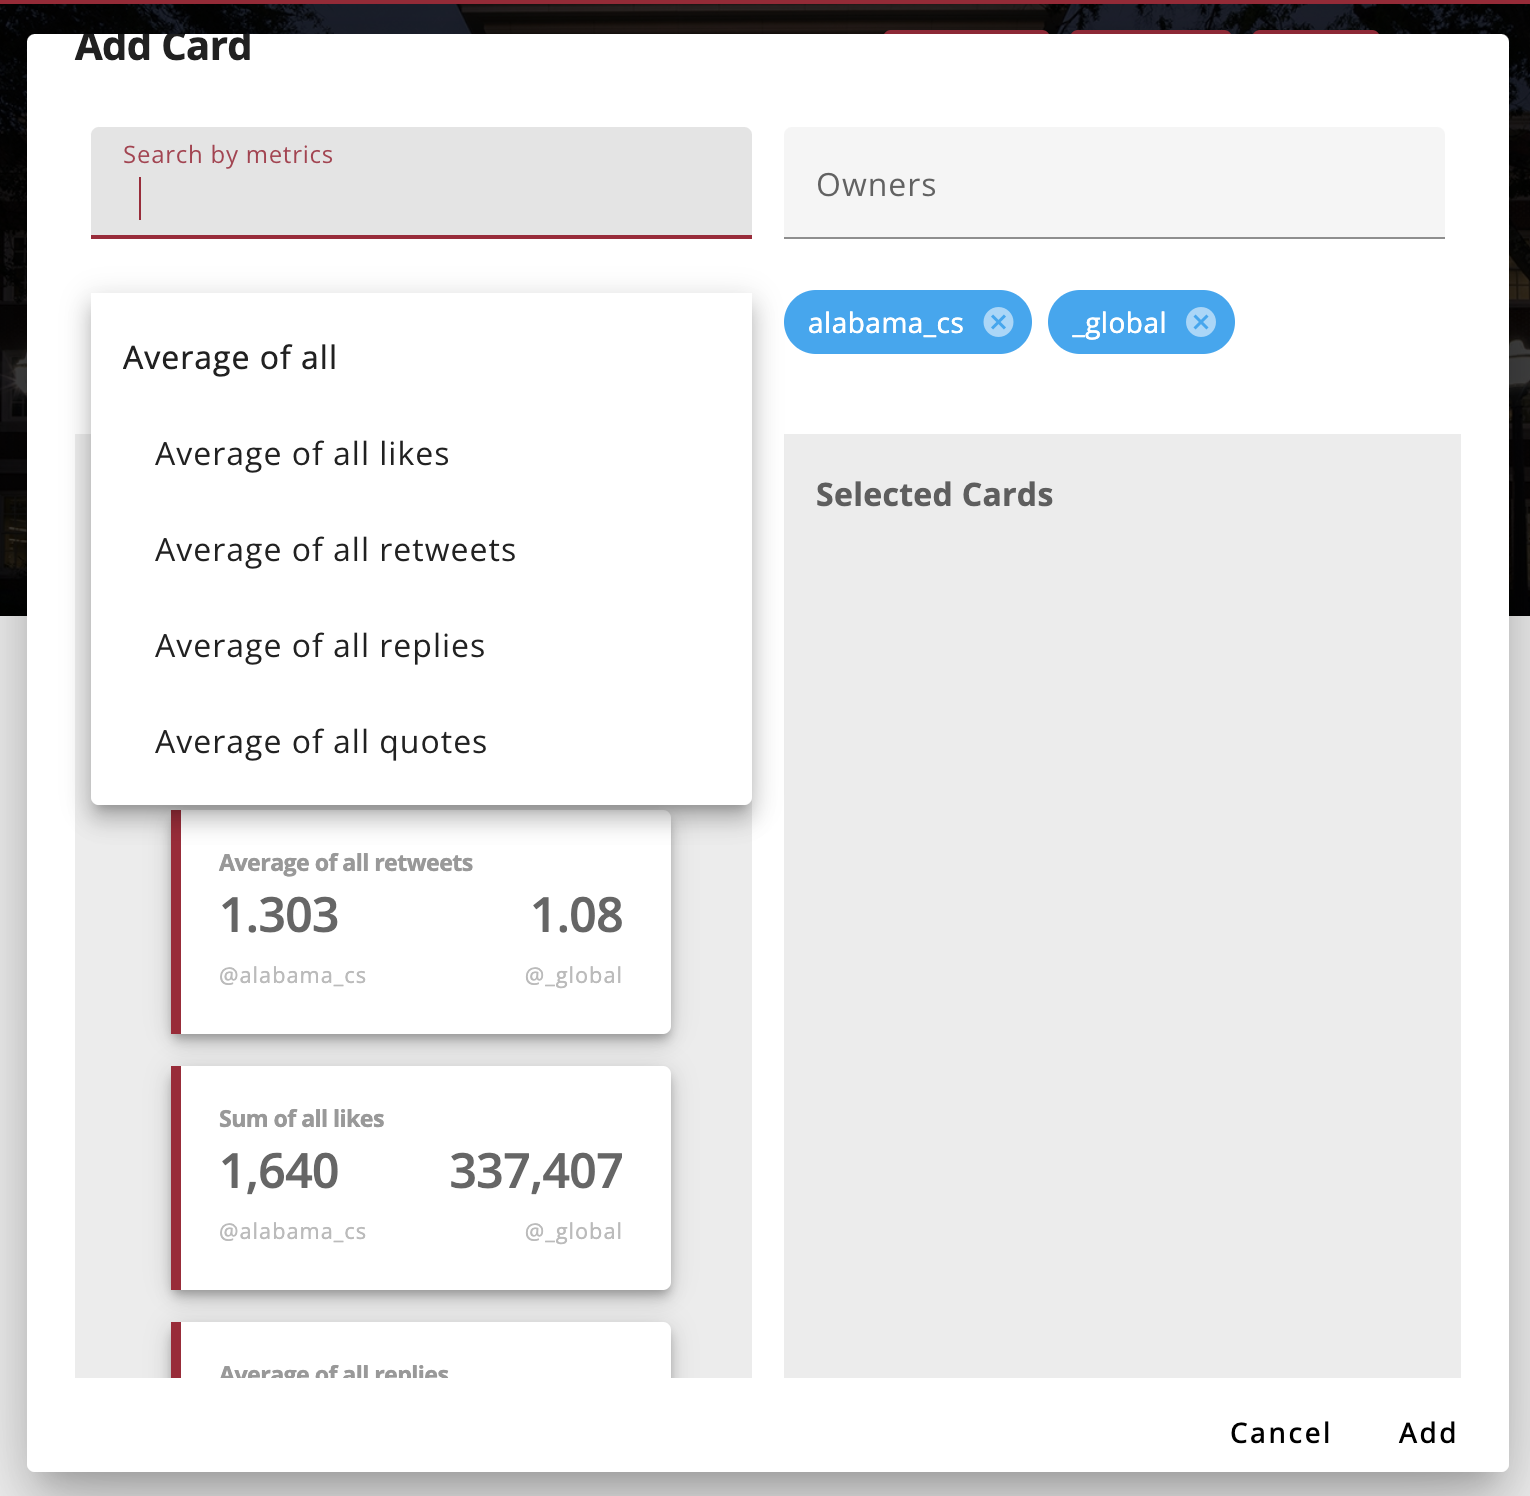 Add Card
Search by metrics
Owners
alabama_cs
_global
Average of all
Average of all likes
Average of all retweets
Average of all replies
Average of all quotes
Selected Cards
Average of all retweets
1.303 1.08
@alabama_cs @_global
Sum of all likes
1,640 337,407
@alabama_cs @_global
Average of all replies
Cancel Add